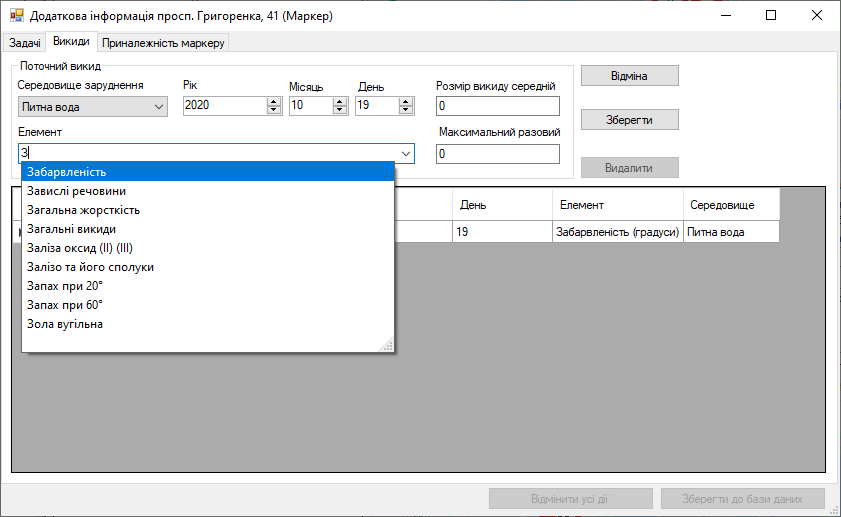 Додаткова інформація просп. Григоренка, 41 (Маркер)
Задачі Викиди Приналежність маркеру
Поточний викид
Середовище заруднення Рік Місяць День Розмір викиду середній
Питна вода 2020 10 19 0
Елемент Максимальний разовий
З 0
Відміна
Зберегти
Видалити
Забарвленість
Завислі речовини
Загальна жорсткість
Загальні викиди
Заліза оксид (II) (III)
Залізо та його сполуки
Запах при 20°
Запах при 60°
Зола вугільна
День Елемент Середовище
19 Забарвленість (градуси) Питна вода
Відмінити усі дії Зберегти до бази даних